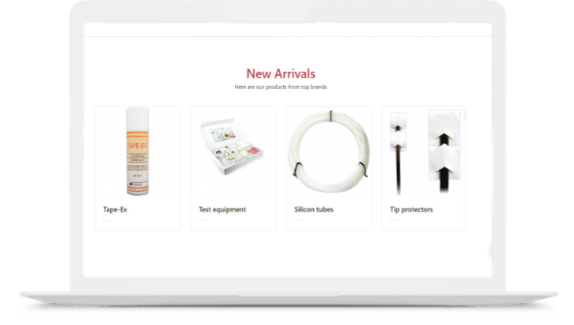 New Arrivals
Here are our products from top brands
TAPE-EX
Tape-Ex
Test equipment
Silicon tubes
Tip protectors